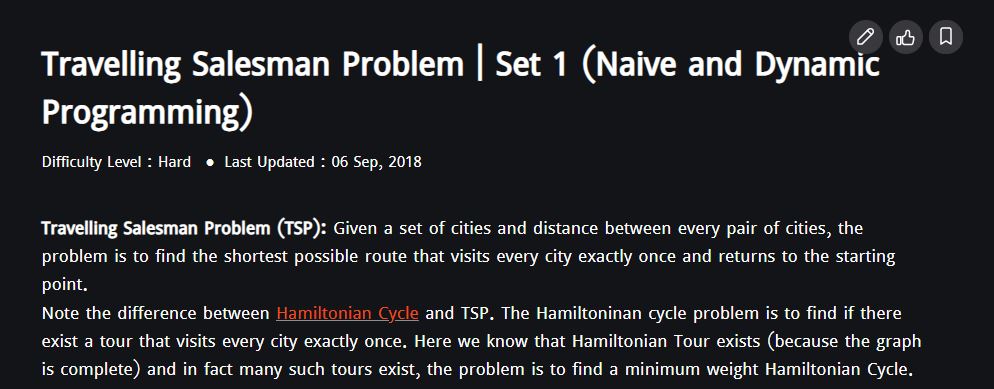 Travelling Salesman Problem | Set 1 (Naive and Dynamic
Programming)
Difficulty Level : Hard ● Last Updated : 06 Sep, 2018
Travelling Salesman Problem (TSP): Given a set of cities and distance between every pair of cities, the
problem is to find the shortest possible route that visits every city exactly once and returns to the starting
point.
Note the difference between Hamiltonian Cycle and TSP. The Hamiltoninan cycle problem is to find if there
exist a tour that visits every city exactly once. Here we know that Hamiltonian Tour exists (because the graph
is complete) and in fact many such tours exist, the problem is to find a minimum weight Hamiltonian Cycle.